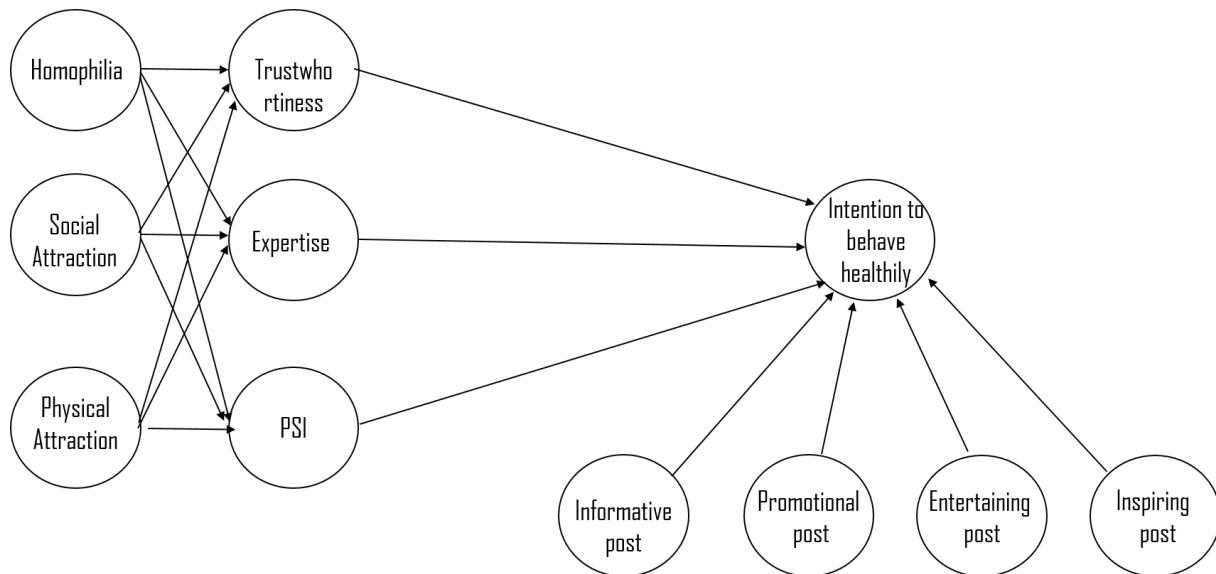 Homophilia
Trustwho
rtiness
Social
Attraction
Expertise
Intention to
behave
healthily
Physical
Attraction
PSI
Informative
post
Promotional
post
Entertaining
post
Inspiring
post